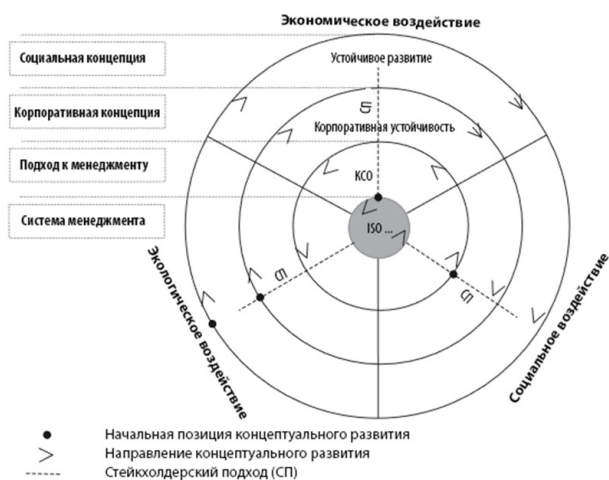 Экономическое воздействие
Социальная концепция
Устойчивое развитие
Корпоративная концепция
СП
Корпоративная устойчивость
Подход к менеджменту
КСО
Система менеджмента
ISO ...
СП
СП
Экологическое воздействие
Социальное воздействие
Начальная позиция концептуального развития
Направление концептуального развития
Стейкхолдерский подход (СП)